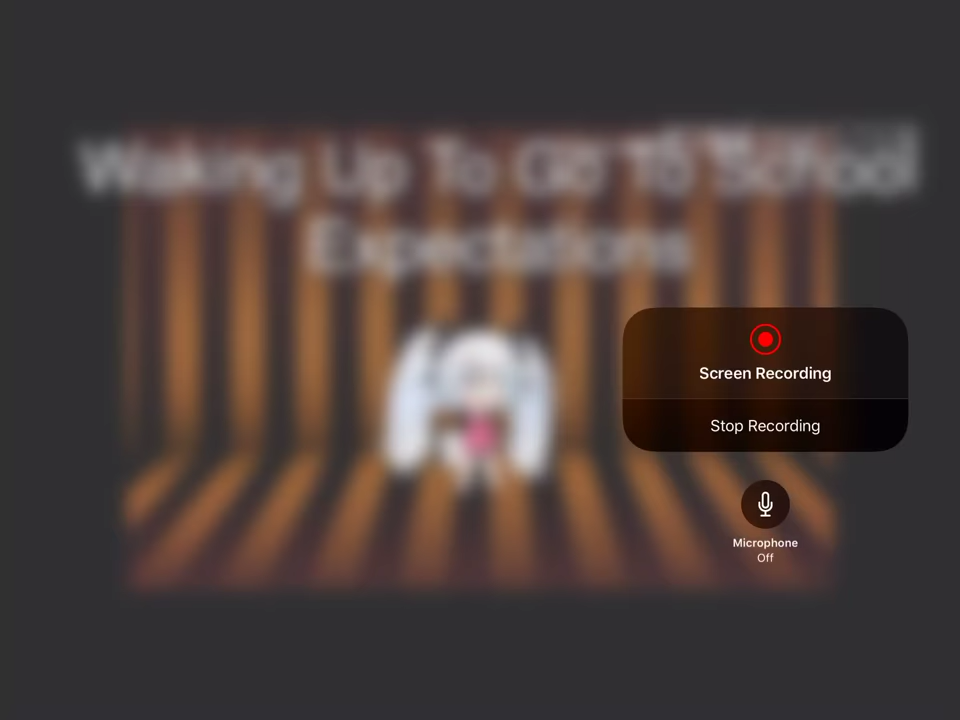 Waking Up To Go To School
Expectations
Screen Recording
Stop Recording
Microphone
Off